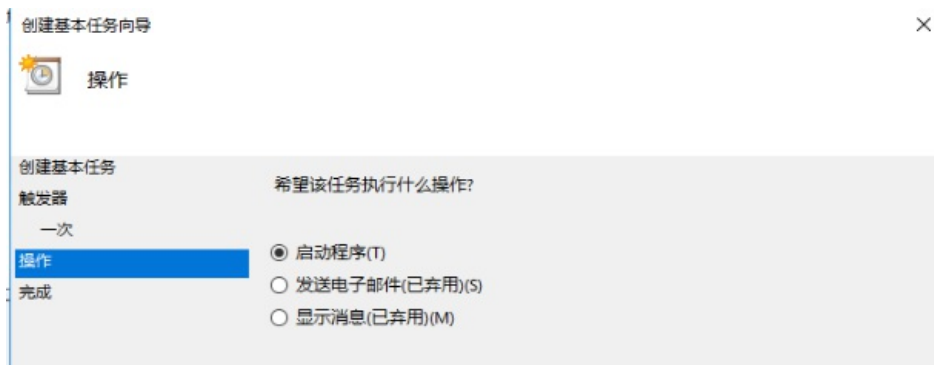 创建基本任务向导
操作
创建基本任务
触发器
一次
操作
完成
希望该任务执行什么操作?
启动程序(T)
发送电子邮件(已弃用)(S)
显示消息(已弃用)(M)